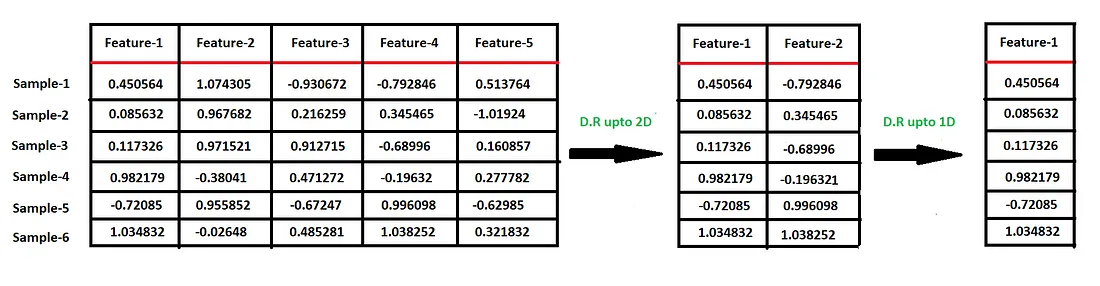 Feature-1 Feature-2 Feature-3 Feature-4 Feature-5
Sample-1 0.450564 1.074305 -0.930672 -0.792846 0.513764
Sample-2 0.085632 0.967682 0.216259 0.345465 -1.01924
Sample-3 0.117326 0.971521 0.912715 -0.68996 0.160857
Sample-4 0.982179 -0.38041 0.471272 -0.19632 0.277782
Sample-5 -0.72085 0.955852 -0.67247 0.996098 -0.62985
Sample-6 1.034832 -0.02648 0.485281 1.038252 0.321832
D.R upto 2D
Feature-1 Feature-2
0.450564 -0.792846
0.085632 0.345465
0.117326 -0.68996
0.982179 -0.196321
-0.72085 0.996098
1.034832 1.038252
D.R upto 1D
Feature-1
0.450564
0.085632
0.117326
0.982179
-0.72085
1.034832